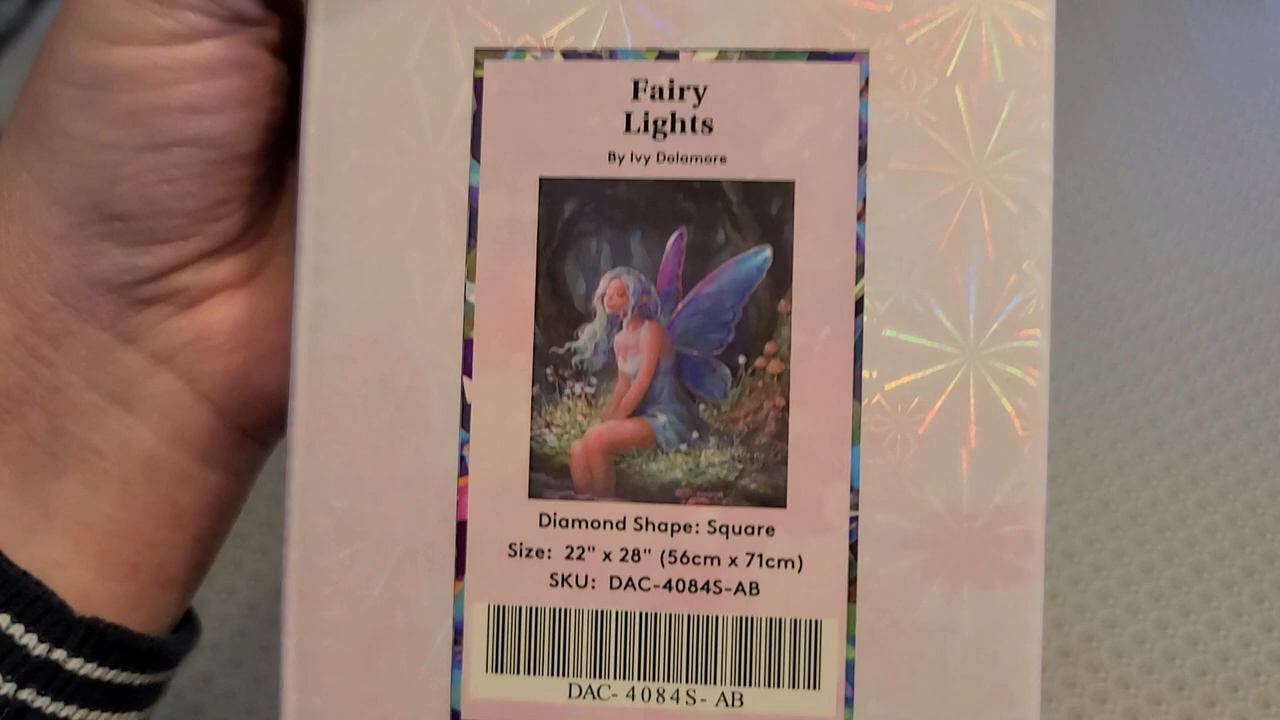 Fairy
Lights
By Ivy Dolamore
Diamond Shape: Square
Size: 22" x 28" (56cm x 71cm)
SKU: DAC-4084S-AB
DAC- 4084S- AB